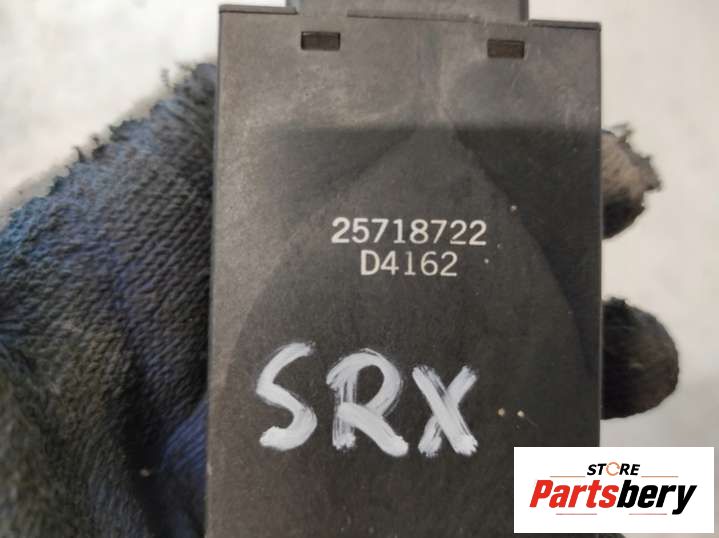 25718722
D4162
SRX
STORE
Partsbery